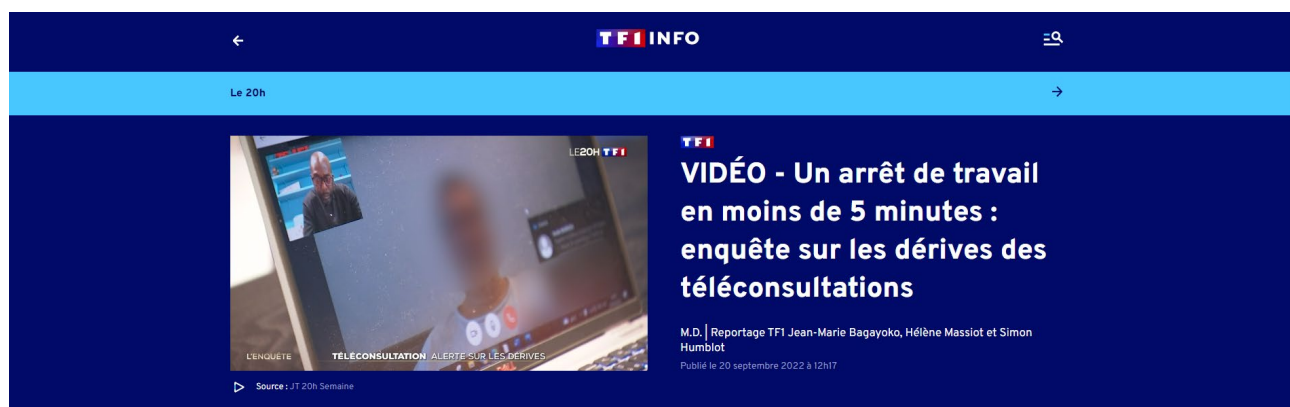 TF1 INFO
Le 20h
LE20H TF1
L'ENQUÊTE TÉLÉCONSULTATION ALERTE SUR LES DÉRIVES
Source : JT 20h Semaine
TF1
VIDÉO - Un arrêt de travail
en moins de 5 minutes :
enquête sur les dérives des
téléconsultations
M.D. | Reportage TF1 Jean-Marie Bagayoko, Hélène Massiot et Simon
Humblot
Publié le 20 septembre 2022 à 12h17